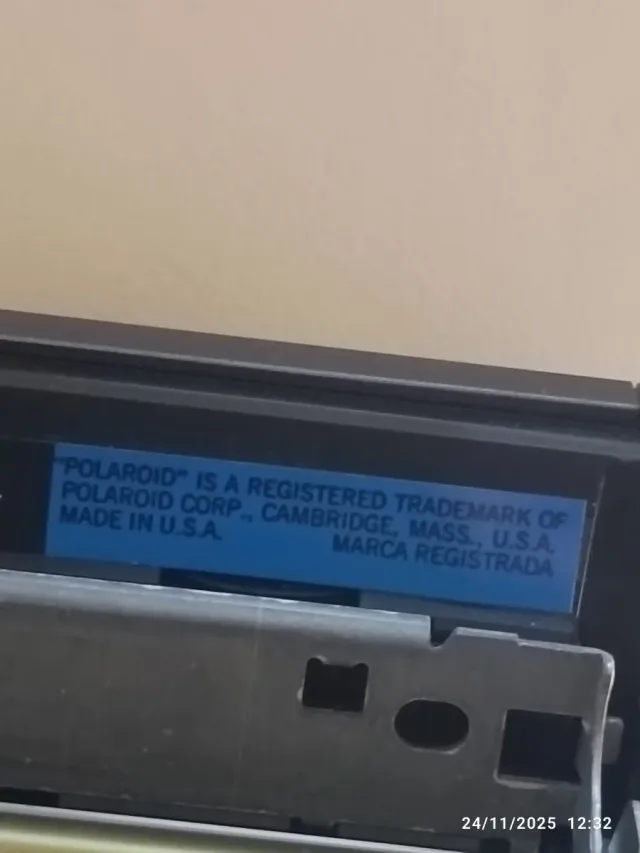 "POLAROID" IS A REGISTERED TRADEMARK OF
POLAROID CORP., CAMBRIDGE, MASS., U.S.A.
MADE IN U.S.A. MARCA REGISTRADA
24/11/2025 12:32